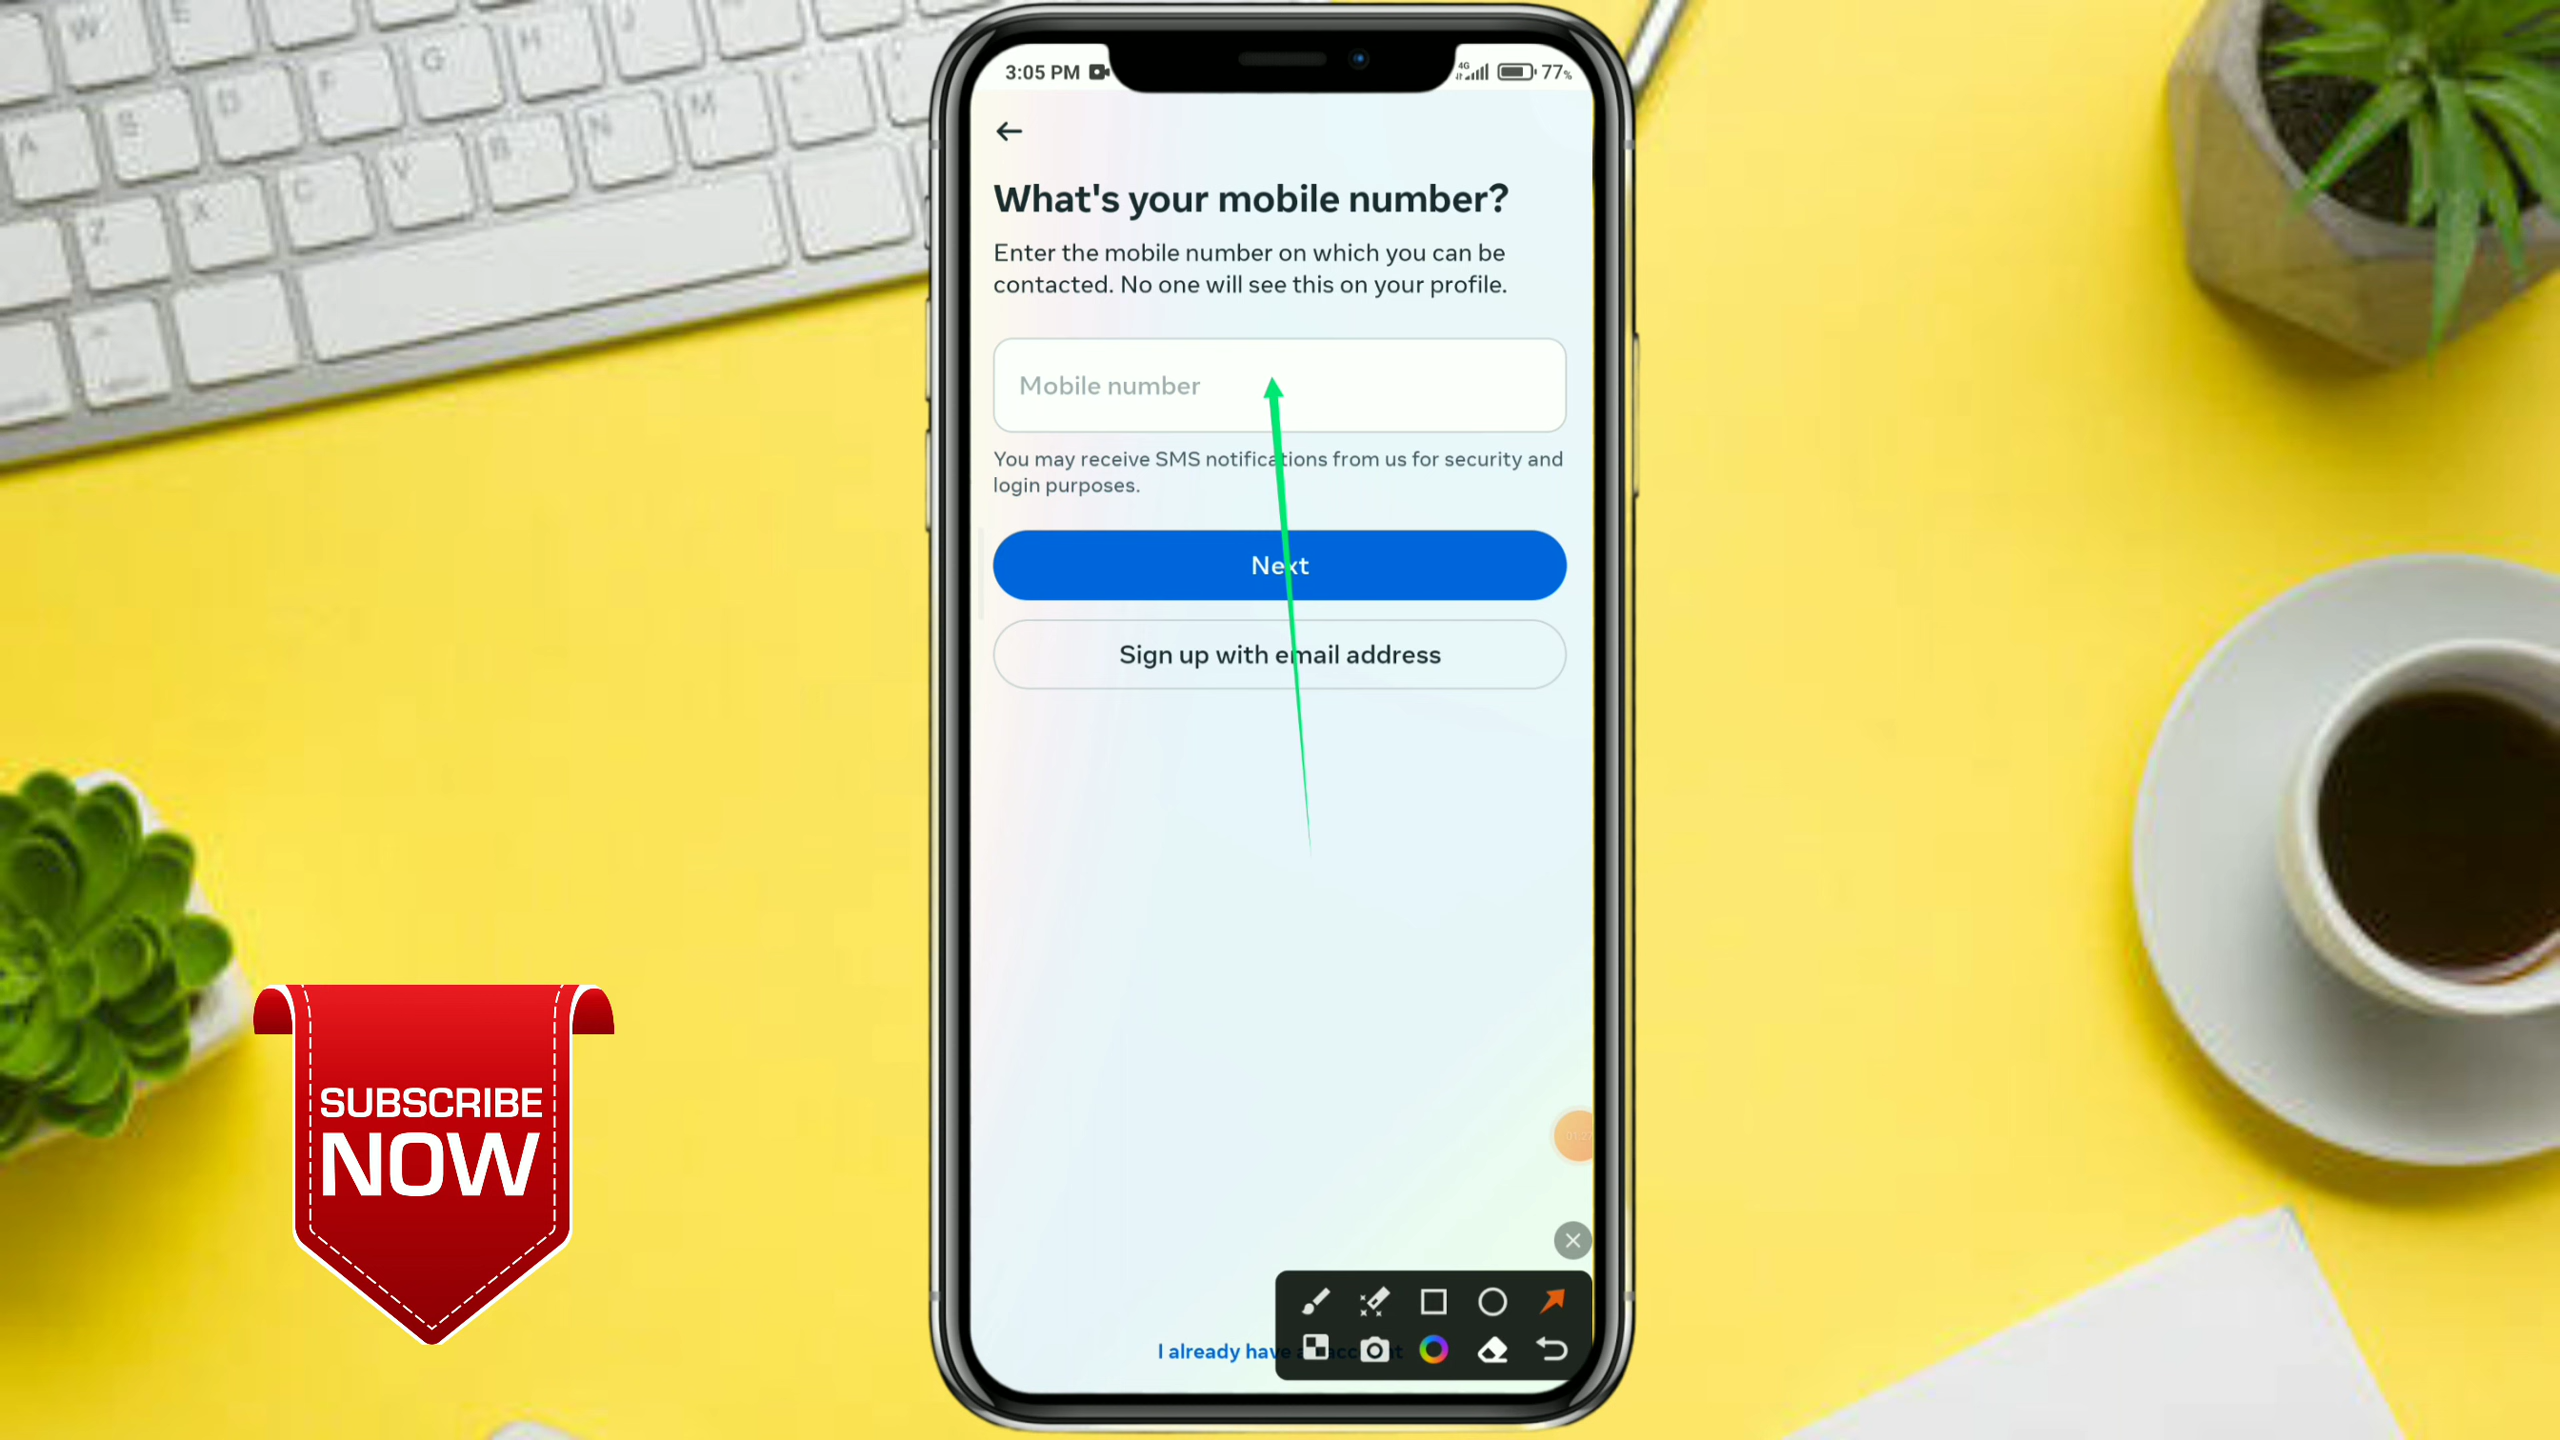 3:05 PM
4G
77%
What's your mobile number?
Enter the mobile number on which you can be
contacted. No one will see this on your profile.
Mobile number
You may receive SMS notifications from us for security and
login purposes.
Next
Sign up with email address
I already have
SUBSCRIBE
NOW
W
E
J
G
H
A
S
D
F
Z
X
C
V
B
N
M